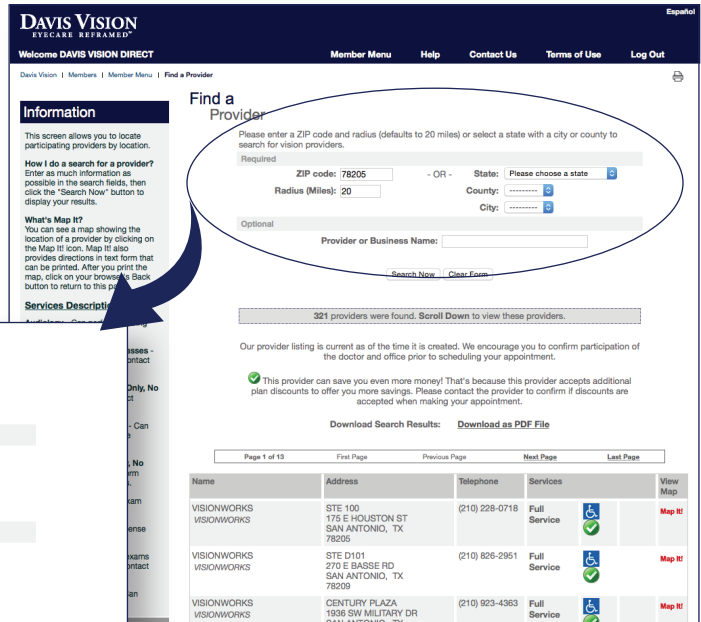 Español
DAVIS VISION
EYECARE REFRAMED™
Welcome DAVIS VISION DIRECT
Member Menu Help Contact Us Terms of Use Log Out
Davis Vision | Members | Member Menu | Find a Provider
Information
This screen allows you to locate
participating providers by location.
How I do a search for a provider?
Enter as much information as
possible in the search fields, then
click the "Search Now" button to
display your results.
What's Map It?
You can see a map showing the
location of a provider by clicking on
the Map It! icon. Map It! also
provides directions in text form that
can be printed. After you print the
map, click on your browser's Back
button to return to this
Services
asses -
ontact
Only, No
- Can
, No
xam
exams
ontact
Find a
Provider
Please enter a ZIP code and radius (defaults to 20 miles) or select a state with a city or county to
search for vision providers.
Required
ZIP code: 78205 - OR - State: Please choose a state
Radius (Miles): 20 County: ---------
City: ---------
Optional
Provider or Business Name:
Search Now Clear Form
321 providers were found. Scroll Down to view these providers.
Our provider listing is current as of the time it is created. We encourage you to confirm participation of
the doctor and office prior to scheduling your appointment.
This provider can save you even more money! That's because this provider accepts additional
plan discounts to offer you more savings. Please contact the provider to confirm if discounts are
accepted when making your appointment.
Download Search Results: Download as PDF File
Page 1 of 13 First Page Previous Page Next Page Last Page
Name Address Telephone Services View
Map
VISIONWORKS STE 100 (210) 228-0718 Full Map It!
VISIONWORKS 175 E HOUSTON ST Service
SAN ANTONIO, TX
78205
VISIONWORKS STE D101 (210) 826-2951 Full Map It!
VISIONWORKS 270 E BASSE RD Service
SAN ANTONIO, TX
78209
VISIONWORKS CENTURY PLAZA (210) 923-4363 Full Map It!
VISIONWORKS 1936 SW MILITARY DR Service
SAN ANTONIO, TX